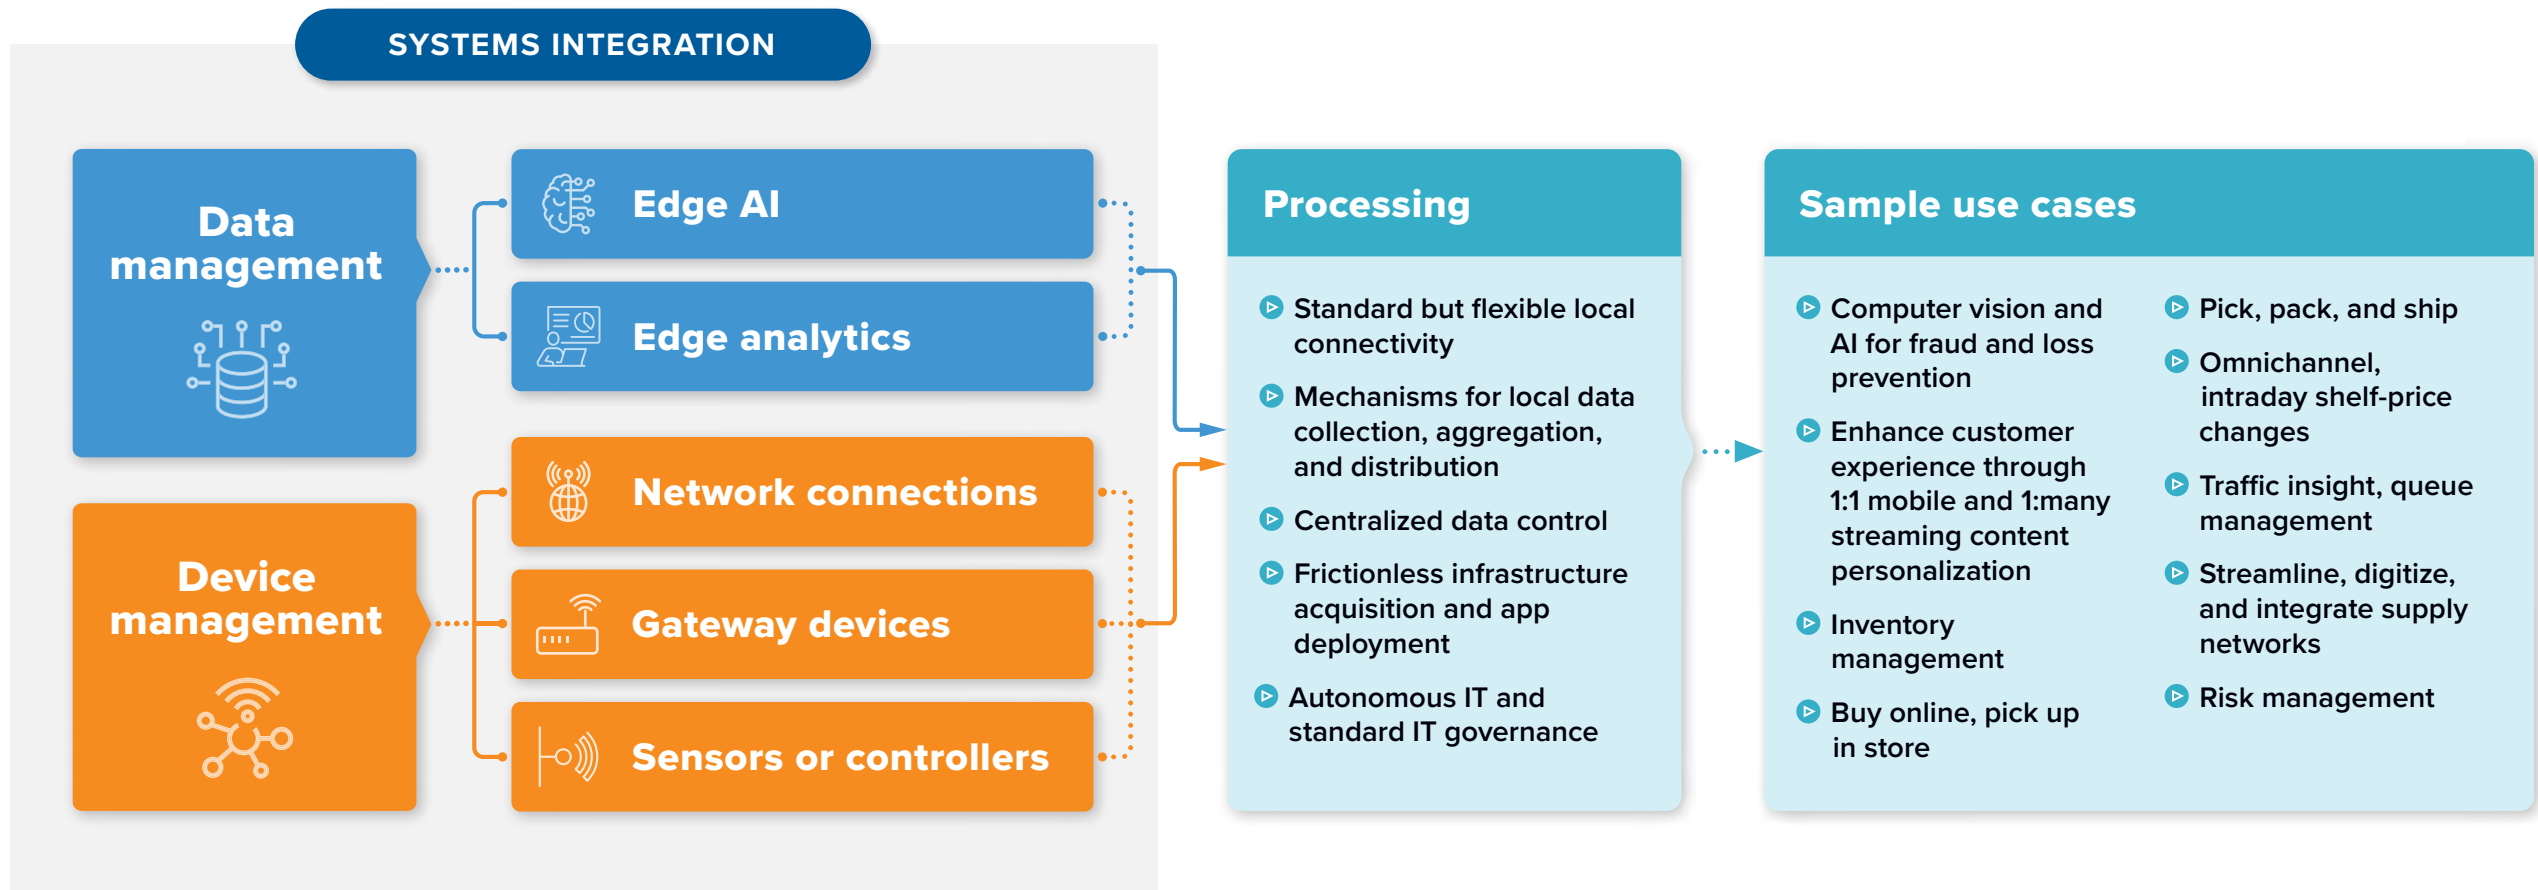 SYSTEMS INTEGRATION
Data
management
Edge AI
Edge analytics
Device
management
Network connections
Gateway devices
Sensors or controllers
Processing
Standard but flexible local
connectivity
Mechanisms for local data
collection, aggregation,
and distribution
Centralized data control
Frictionless infrastructure
acquisition and app
deployment
Autonomous IT and
standard IT governance
Sample use cases
Computer vision and
AI for fraud and loss
prevention
Enhance customer
experience through
1:1 mobile and 1:many
streaming content
personalization
Inventory
management
Buy online, pick up
in store
Pick, pack, and ship
Omnichannel,
intraday shelf-price
changes
Traffic insight, queue
management
Streamline, digitize,
and integrate supply
networks
Risk management